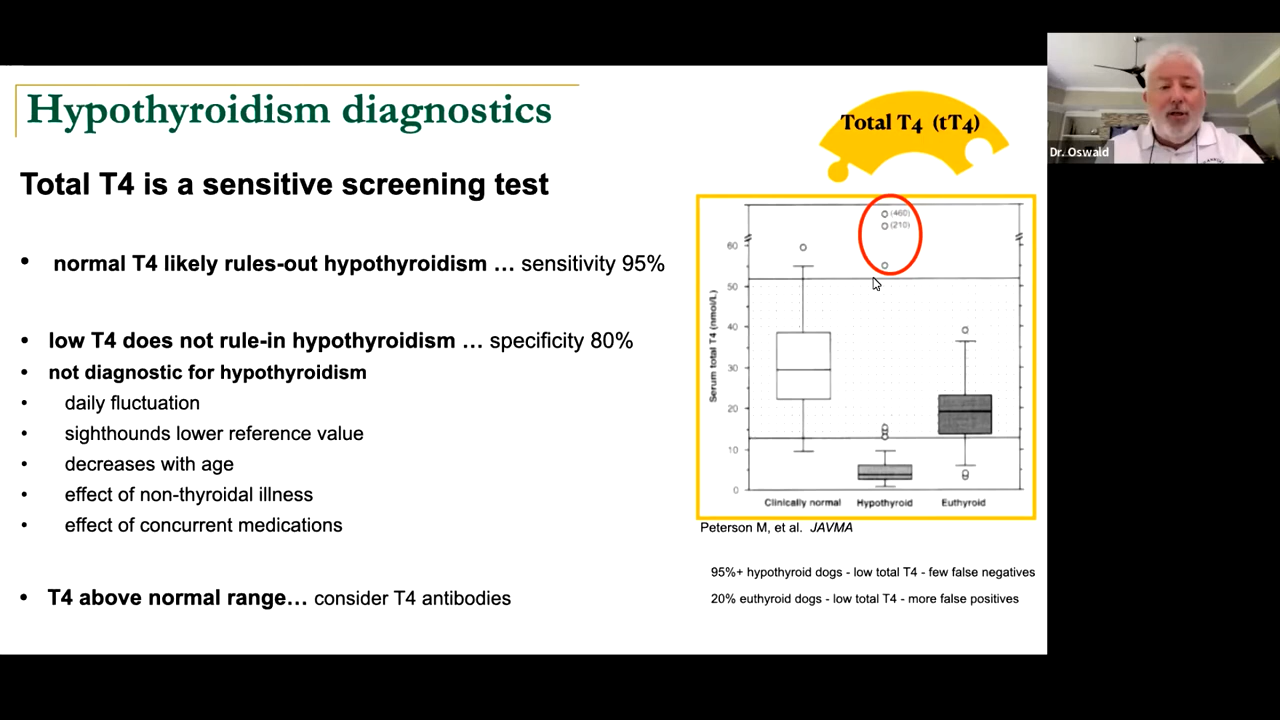 Hypothyroidism diagnostics
Total T4 (tT4)
Dr. Oswald
Total T4 is a sensitive screening test
• normal T4 likely rules-out hypothyroidism … sensitivity 95%
• low T4 does not rule-in hypothyroidism … specificity 80%
• not diagnostic for hypothyroidism
• daily fluctuation
• sighthounds lower reference value
• decreases with age
• effect of non-thyroidal illness
• effect of concurrent medications
• T4 above normal range… consider T4 antibodies
(460)
(210)
Serum total T4 (nmol/L)
60
50
40
30
20
10
0
Clinically normal Hypothyroid Euthyroid
Peterson M, et al. JAVMA
95%+ hypothyroid dogs - low total T4 - few false negatives
20% euthyroid dogs - low total T4 - more false positives